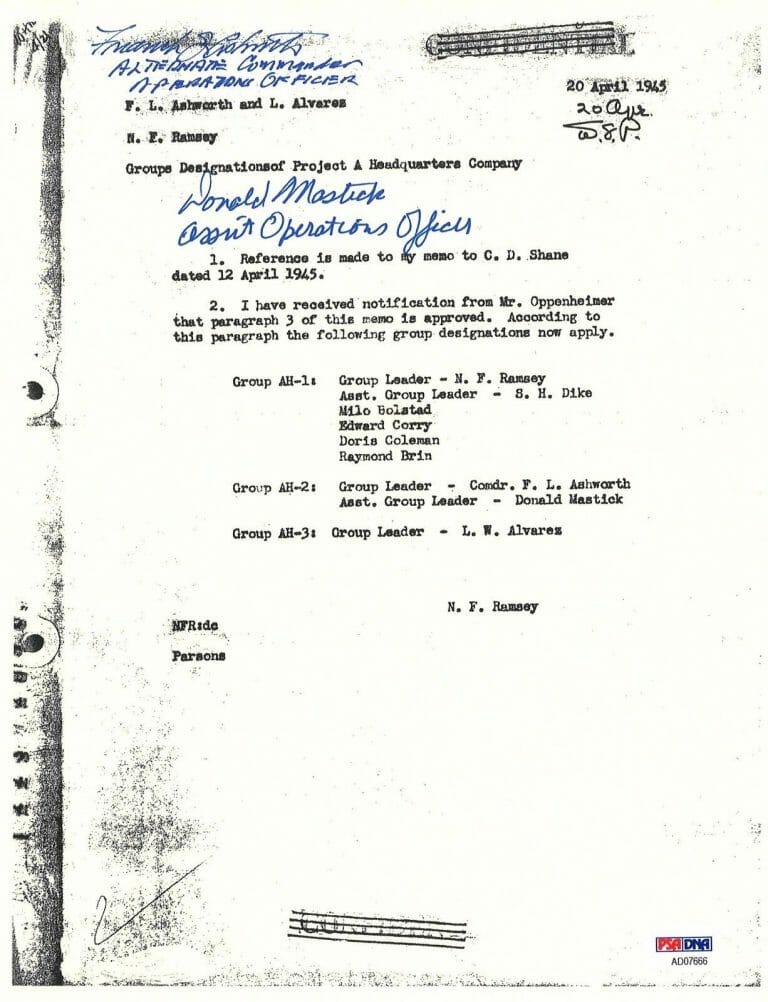 CONFIDENTIAL
20 April 1945
20 Apr.
W.S.P.
ALTERNATE Commander
OPERATIONS OFFICER
F. L. Ashworth and L. Alvarez
N. F. Ramsey
Groups Designationsof Project A Headquarters Company
Donald Mastick
Assist Operations Officer
1. Reference is made to my memo to C. D. Shane
dated 12 April 1945.
2. I have received notification from Mr. Oppenheimer
that paragraph 3 of this memo is approved. According to
this paragraph the following group designations now apply.
Group AH-1: Group Leader - N. F. Ramsey
Asst. Group Leader - S. H. Dike
Milo Bolstad
Edward Corry
Doris Coleman
Raymond Brin
Group AH-2: Group Leader - Comdr. F. L. Ashworth
Asst. Group Leader - Donald Mastick
Group AH-3: Group Leader - L. W. Alvarez
N. F. Ramsey
NFR:dc
Parsons
CONFIDENTIAL
PSA DNA
AD07666